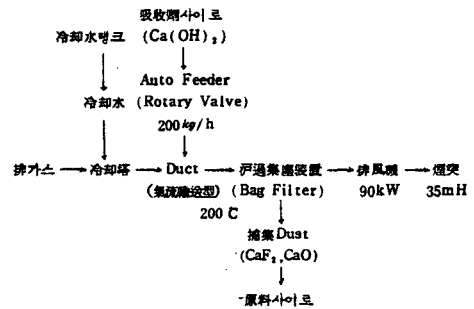 吸收劑사이로
冷却水탱크 (Ca(OH)₂)
Auto Feeder
冷却水 (Rotary Valve)
200kg/h
排가스 → 冷却塔 → Duct → 沪過集塵裝置 → 排風機 → 煙突
(氣流輸送型) (Bag Filter) 90kW 35mH
200℃
捕集Dust
(CaF₂,CaO)
原料사이로